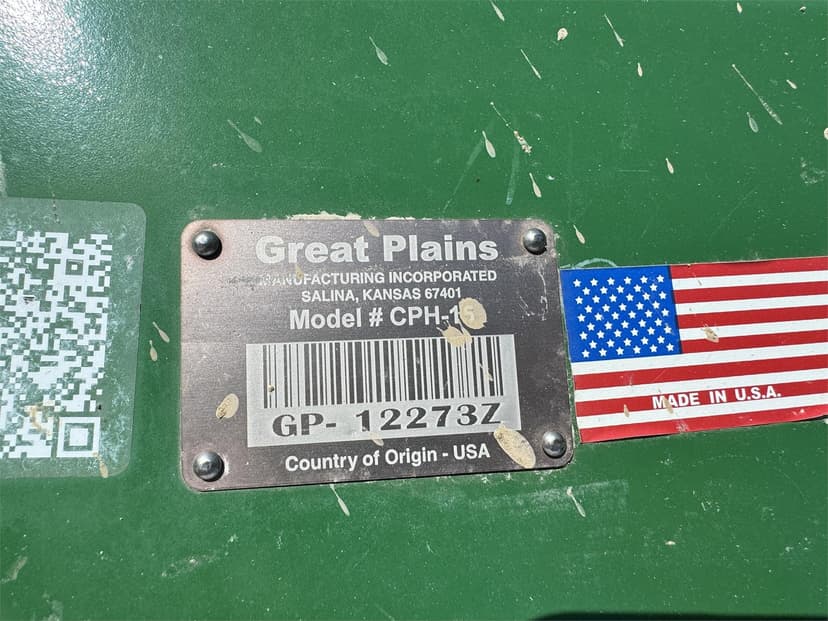 Great Plains
MANUFACTURING INCORPORATED
SALINA, KANSAS 67401
Model # CPH-15
GP- 12273Z
Country of Origin - USA
MADE IN U.S.A.